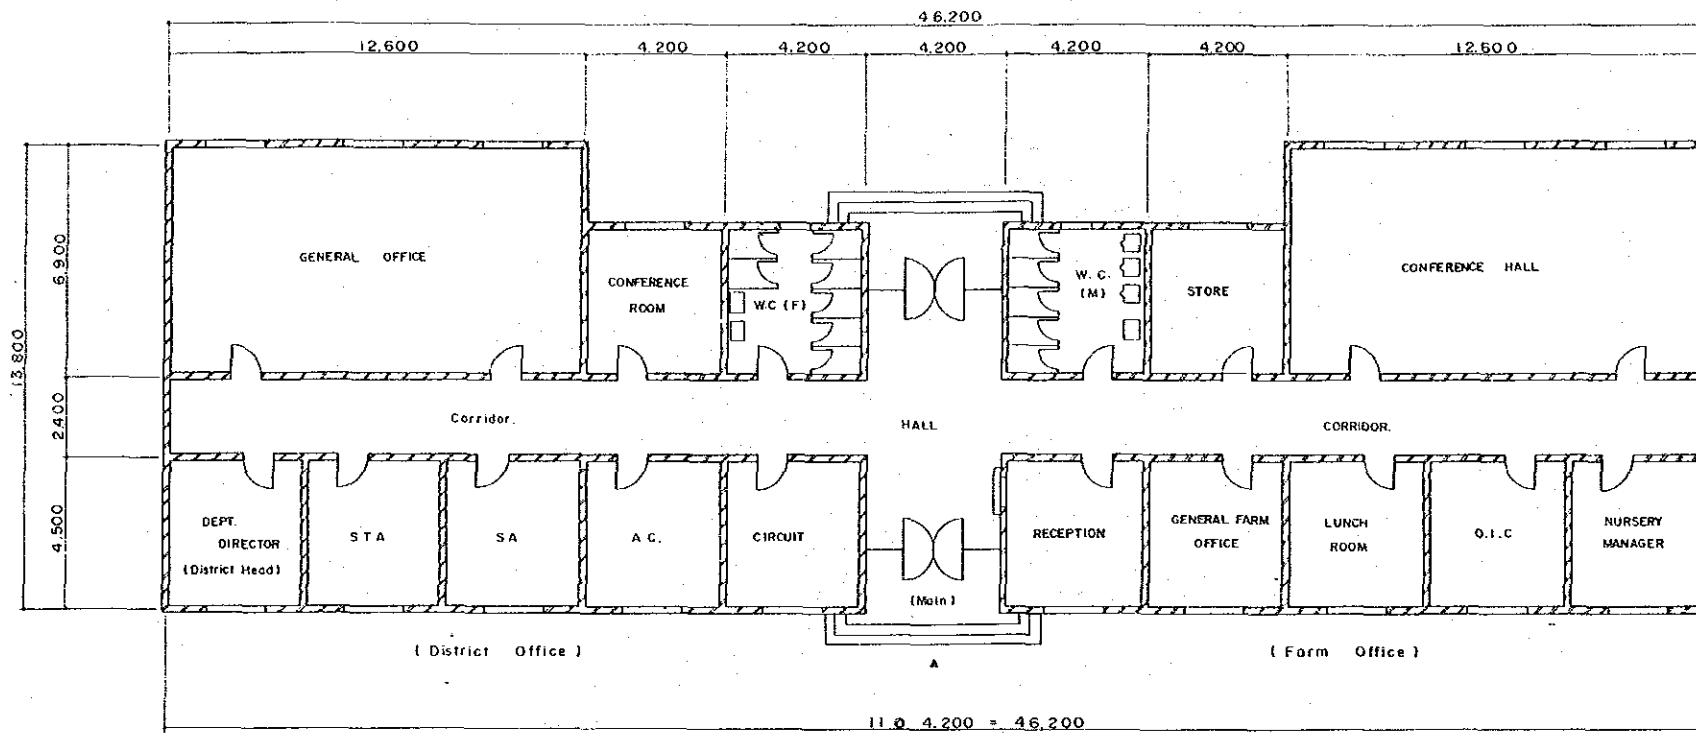 46,200
12,600 4,200 4,200 4,200 4,200 4,200 12,600
13,800
6,900
2,400
4,500
GENERAL OFFICE
CONFERENCE
ROOM
W.C (F)
W. C.
(M)
STORE
CONFERENCE HALL
Corridor.
HALL
CORRIDOR.
DEPT.
DIRECTOR
(District Head)
S T A
S A
A. G.
CIRCUIT
RECEPTION
GENERAL FARM
OFFICE
LUNCH
ROOM
O. I. C
NURSERY
MANAGER
(Main)
( District Office )
A
( Farm Office )
11 @ 4,200 = 46,200